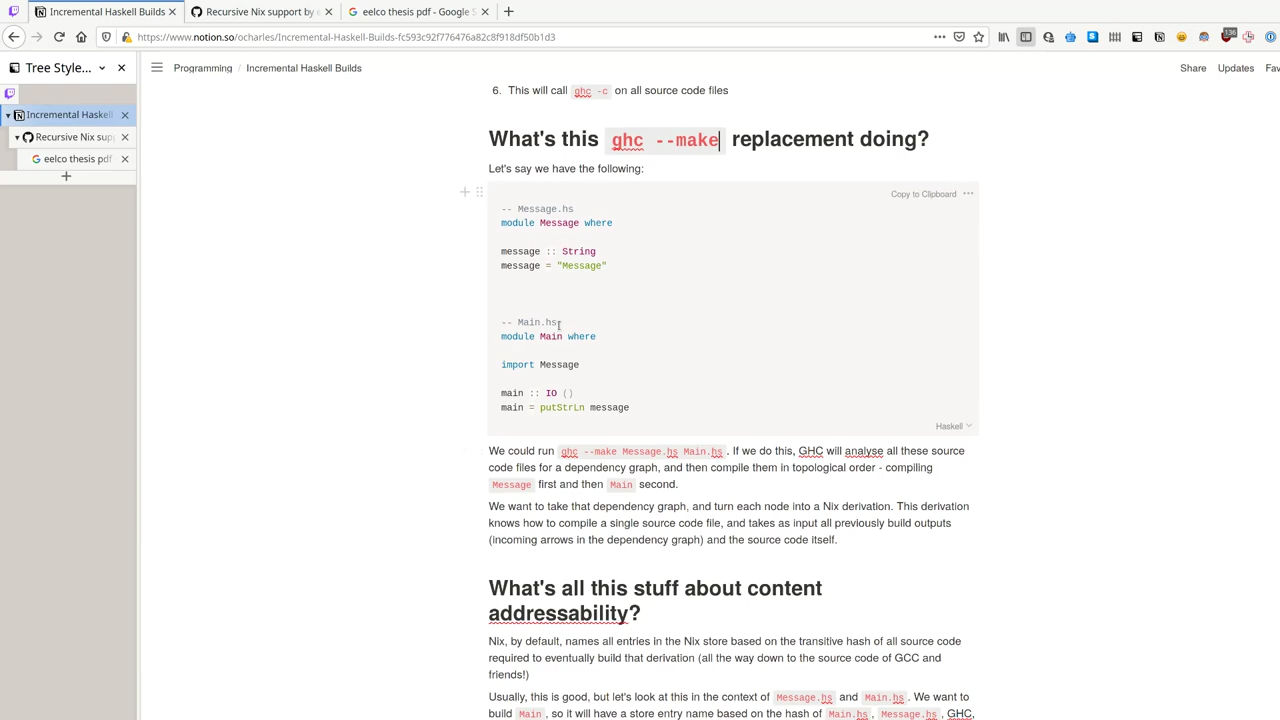 Incremental Haskell Builds
Recursive Nix support by e
eelco thesis pdf - Google S
https://www.notion.so/ocharles/Incremental-Haskell-Builds-fc593c92f776476a82c8f918df50b1d3
136
Tree Style...
Programming / Incremental Haskell Builds
Share
Updates
Fav
Incremental Haskell
Recursive Nix supp
eelco thesis pdf
6. This will call ghc -c on all source code files
What's this ghc --make replacement doing?
Let's say we have the following:
Copy to Clipboard
-- Message.hs
module Message where
message :: String
message = "Message"
-- Main.hs
module Main where
import Message
main :: IO ()
main = putStrLn message
Haskell
We could run ghc --make Message.hs Main.hs . If we do this, GHC will analyse all these source
code files for a dependency graph, and then compile them in topological order - compiling
Message first and then Main second.
We want to take that dependency graph, and turn each node into a Nix derivation. This derivation
knows how to compile a single source code file, and takes as input all previously build outputs
(incoming arrows in the dependency graph) and the source code itself.
What's all this stuff about content
addressability?
Nix, by default, names all entries in the Nix store based on the transitive hash of all source code
required to eventually build that derivation (all the way down to the source code of GCC and
friends!)
Usually, this is good, but let's look at this in the context of Message.hs and Main.hs . We want to
build Main , so it will have a store entry name based on the hash of Main.hs , Message.hs , GHC,